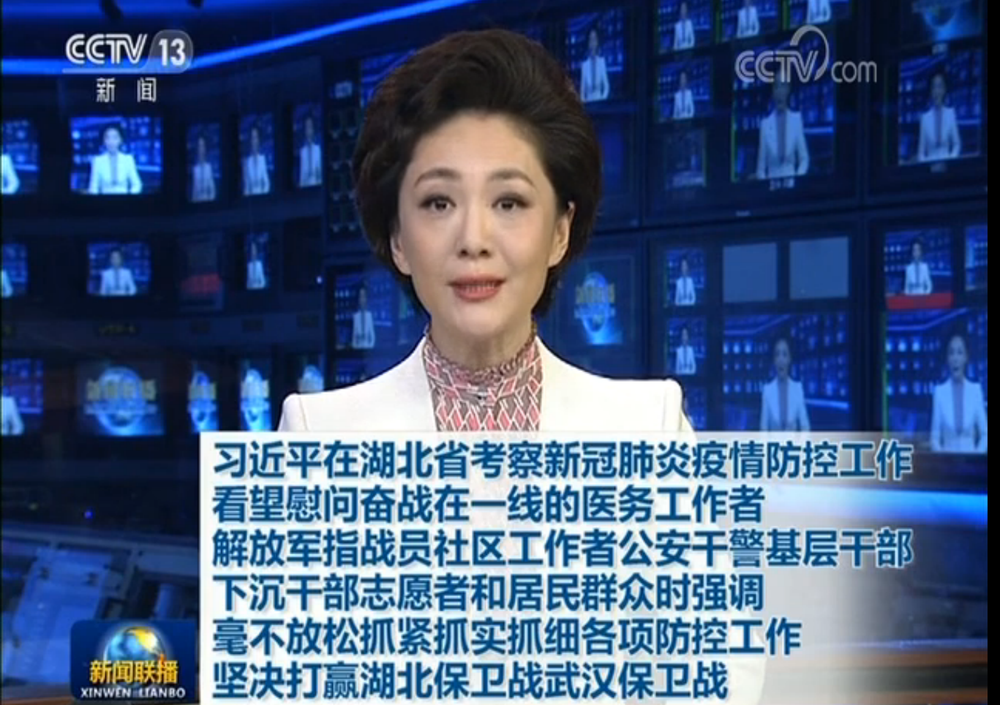 CCTV 13
新闻
CCTV.com
习近平在湖北省考察新冠肺炎疫情防控工作
看望慰问奋战在一线的医务工作者
解放军指战员社区工作者公安干警基层干部
下沉干部志愿者和居民群众时强调
毫不放松抓紧抓实抓细各项防控工作
坚决打赢湖北保卫战武汉保卫战
新闻联播
XINWEN LIANBO